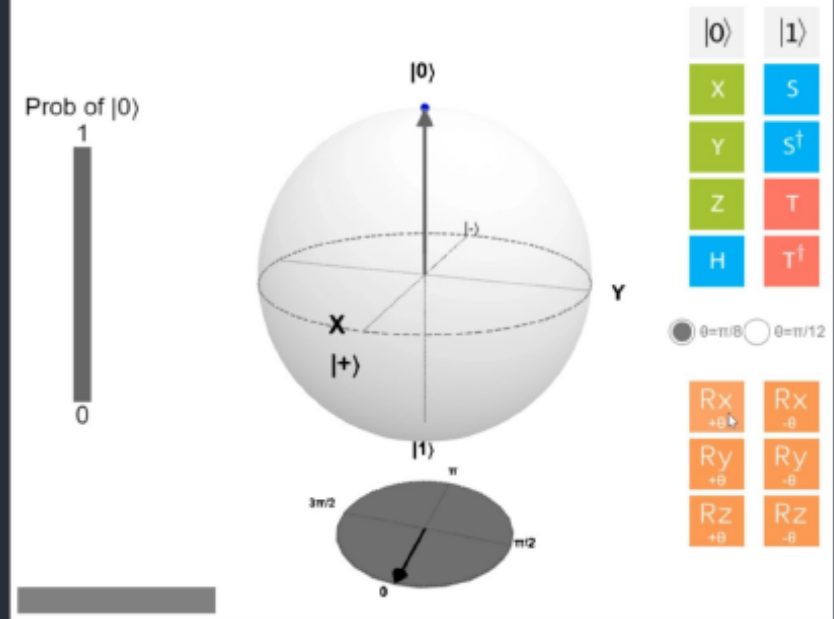 Prob of |0⟩
1
0
|0⟩
|-⟩
Y
X
|+⟩
|1⟩
π
3π/2
π/2
0
|0⟩ |1⟩
X S
Y S†
Z T
H T†
θ=π/8 θ=π/12
Rx +θ Rx -θ
Ry +θ Ry -θ
Rz +θ Rz -θ